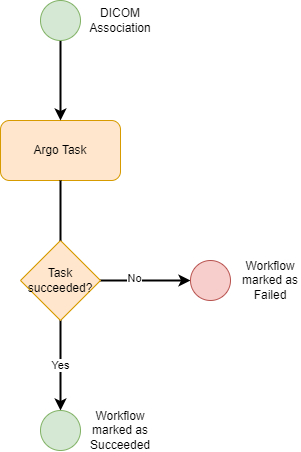 DICOM
Association
Argo Task
Task
succeeded?
No
Workflow
marked as
Failed
Yes
Workflow
marked as
Succeeded